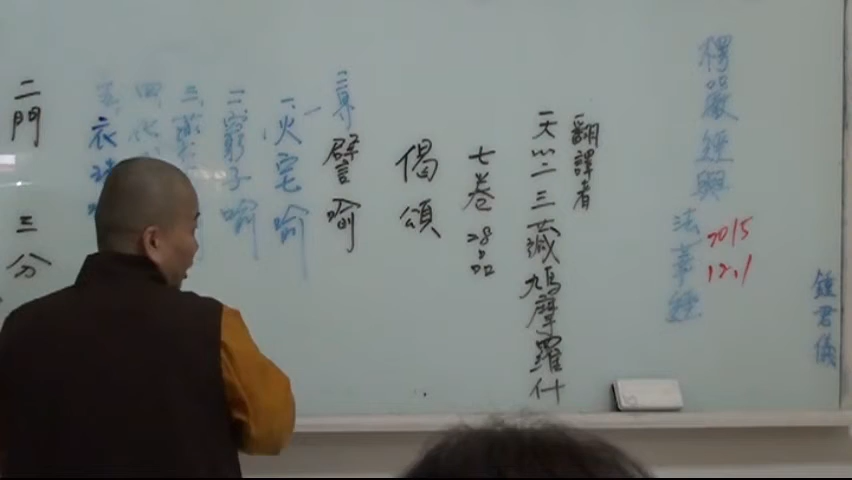 楞嚴經與
法華經
2015
12.1
鍾君儀
翻譯者
天竺三藏鳩摩羅什
七卷
28品
偈頌
譬喻
一、火宅喻
二、窮子喻
三、
四、
衣
二門
三分